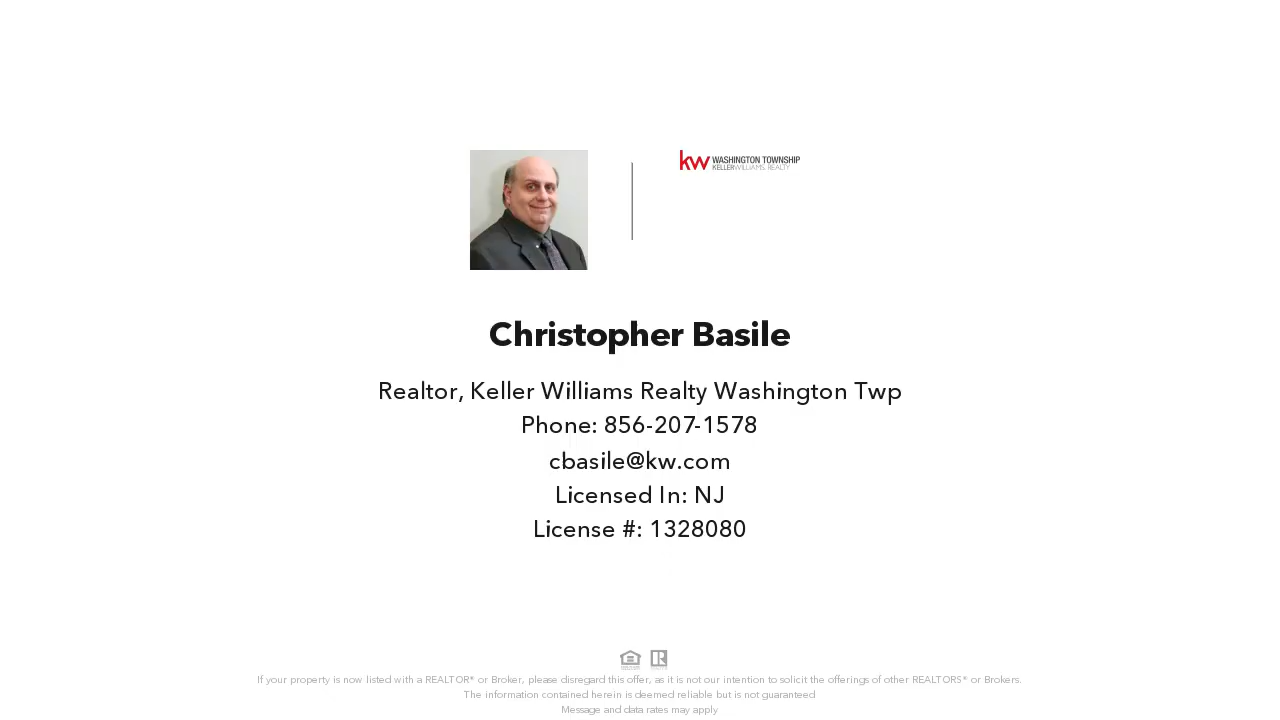 kw WASHINGTON TOWNSHIP
KELLERWILLIAMS. REALTY
Christopher Basile
Realtor, Keller Williams Realty Washington Twp
Phone: 856-207-1578
cbasile@kw.com
Licensed In: NJ
License #: 1328080
If your property is now listed with a REALTOR® or Broker, please disregard this offer, as it is not our intention to solicit the offerings of other REALTORS® or Brokers.
The information contained herein is deemed reliable but is not guaranteed
Message and data rates may apply